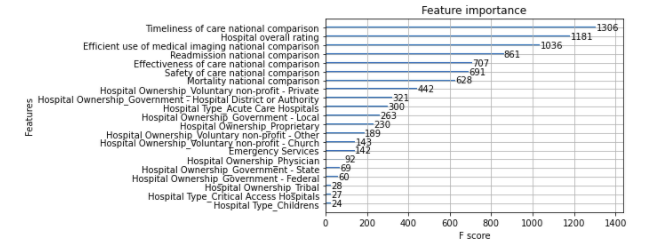 Feature importance
Timeliness of care national comparison 1306
Hospital overall rating 1181
Efficient use of medical imaging national comparison 1036
Readmission national comparison 861
Effectiveness of care national comparison 707
Safety of care national comparison 691
Mortality national comparison 628
Hospital Ownership_Voluntary non-profit - Private 442
Hospital Ownership_Government - Hospital District or Authority 321
Hospital Type_Acute Care Hospitals 300
Hospital Ownership_Government - Local 263
Hospital Ownership_Proprietary 230
Hospital Ownership_Voluntary non-profit - Other 189
Hospital Ownership_Voluntary non-profit - Church 143
Emergency Services 142
Hospital Ownership_Physician 92
Hospital Ownership_Government - State 69
Hospital Ownership_Government - Federal 60
Hospital Ownership_Tribal 28
Hospital Type_Critical Access Hospitals 27
Hospital Type_Childrens 24
Features
0 200 400 600 800 1000 1200 1400
F score